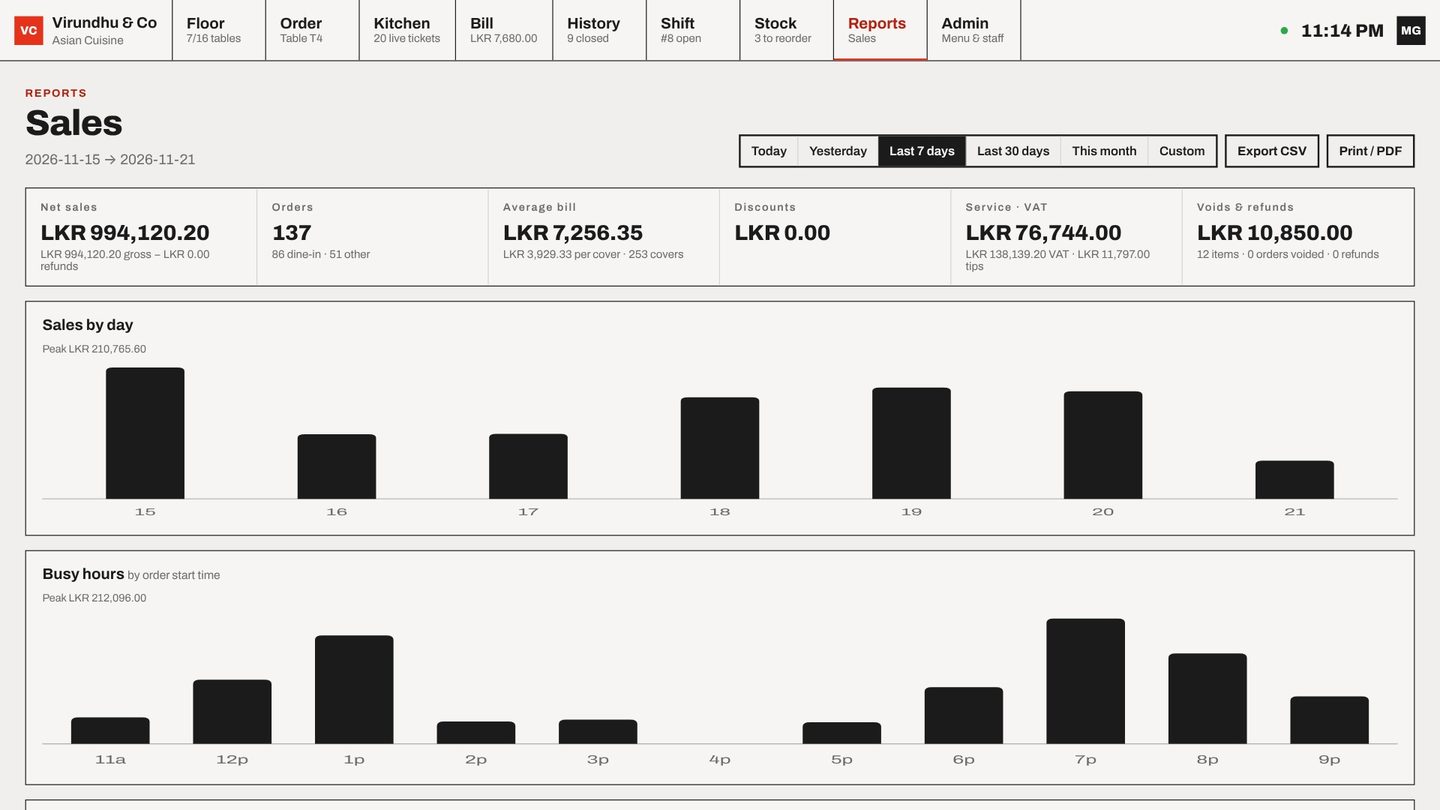 VC
Virundhu & Co
Asian Cuisine
Floor
7/16 tables
Order
Table T4
Kitchen
20 live tickets
Bill
LKR 7,680.00
History
9 closed
Shift
#8 open
Stock
3 to reorder
Reports
Sales
Admin
Menu & staff
11:14 PM
MG
REPORTS
Sales
2026-11-15 → 2026-11-21
Today
Yesterday
Last 7 days
Last 30 days
This month
Custom
Export CSV
Print / PDF
Net sales
LKR 994,120.20
LKR 994,120.20 gross − LKR 0.00
refunds
Orders
137
86 dine-in · 51 other
Average bill
LKR 7,256.35
LKR 3,929.33 per cover · 253 covers
Discounts
LKR 0.00
Service · VAT
LKR 76,744.00
LKR 138,139.20 VAT · LKR 11,797.00
tips
Voids & refunds
LKR 10,850.00
12 items · 0 orders voided · 0 refunds
Sales by day
Peak LKR 210,765.60
15 16 17 18 19 20 21
Busy hours by order start time
Peak LKR 212,096.00
11a 12p 1p 2p 3p 4p 5p 6p 7p 8p 9p